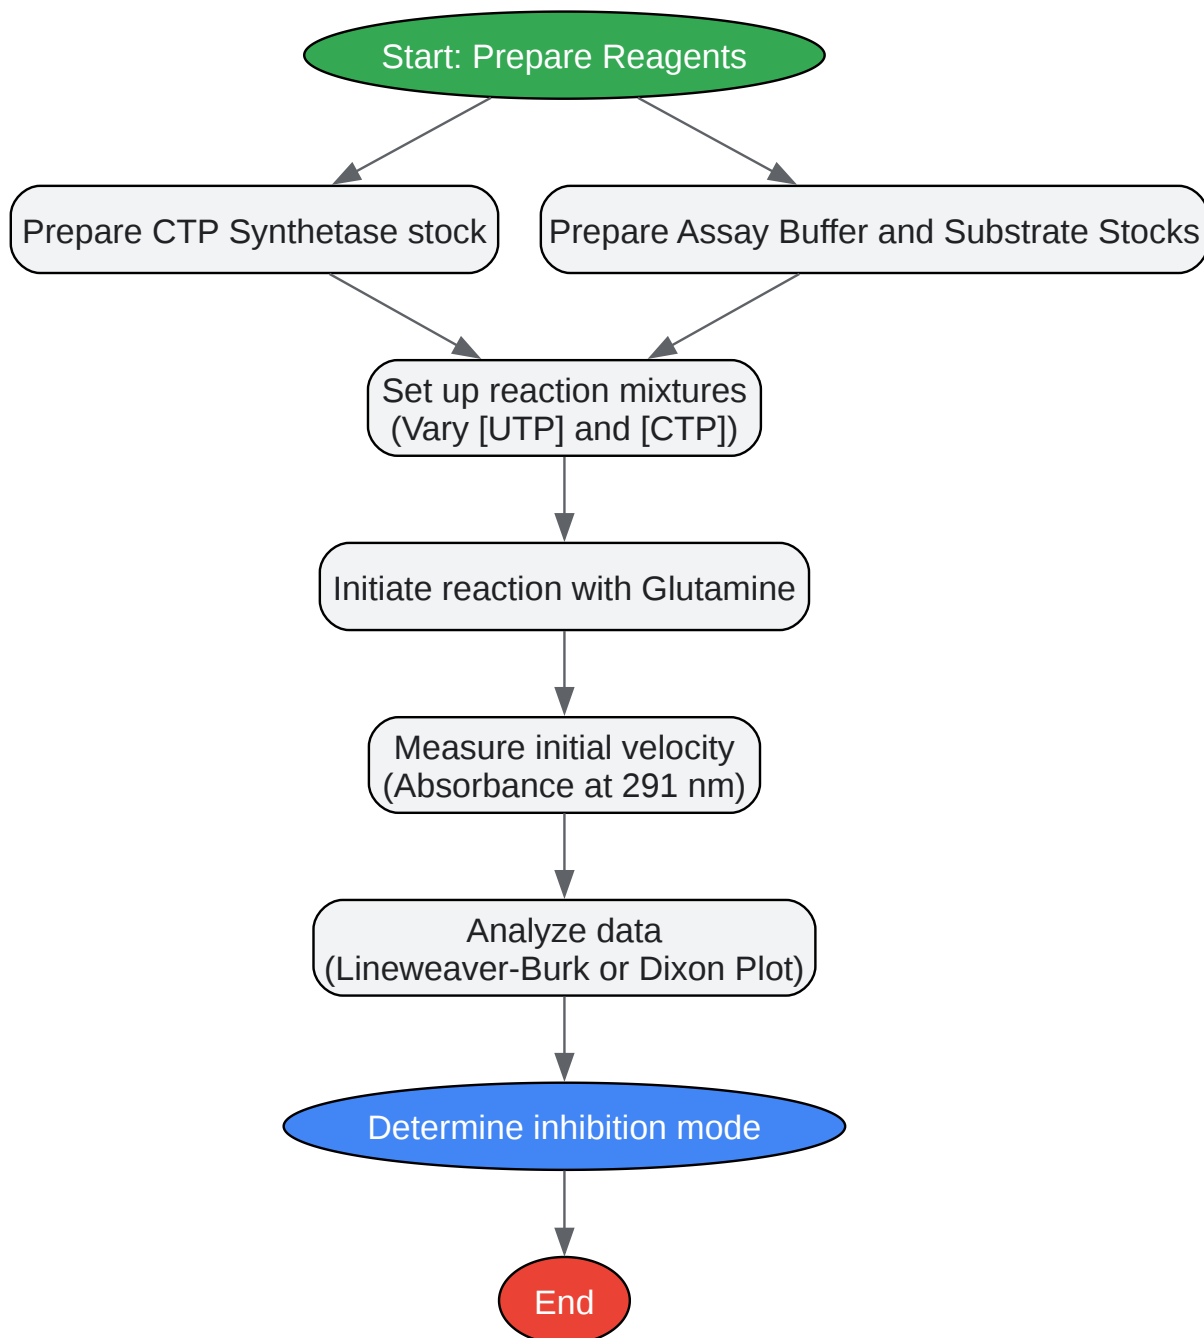 Start: Prepare Reagents
Prepare CTP Synthetase stock
Prepare Assay Buffer and Substrate Stocks
Set up reaction mixtures
(Vary [UTP] and [CTP])
Initiate reaction with Glutamine
Measure initial velocity
(Absorbance at 291 nm)
Analyze data
(Lineweaver-Burk or Dixon Plot)
Determine inhibition mode
End